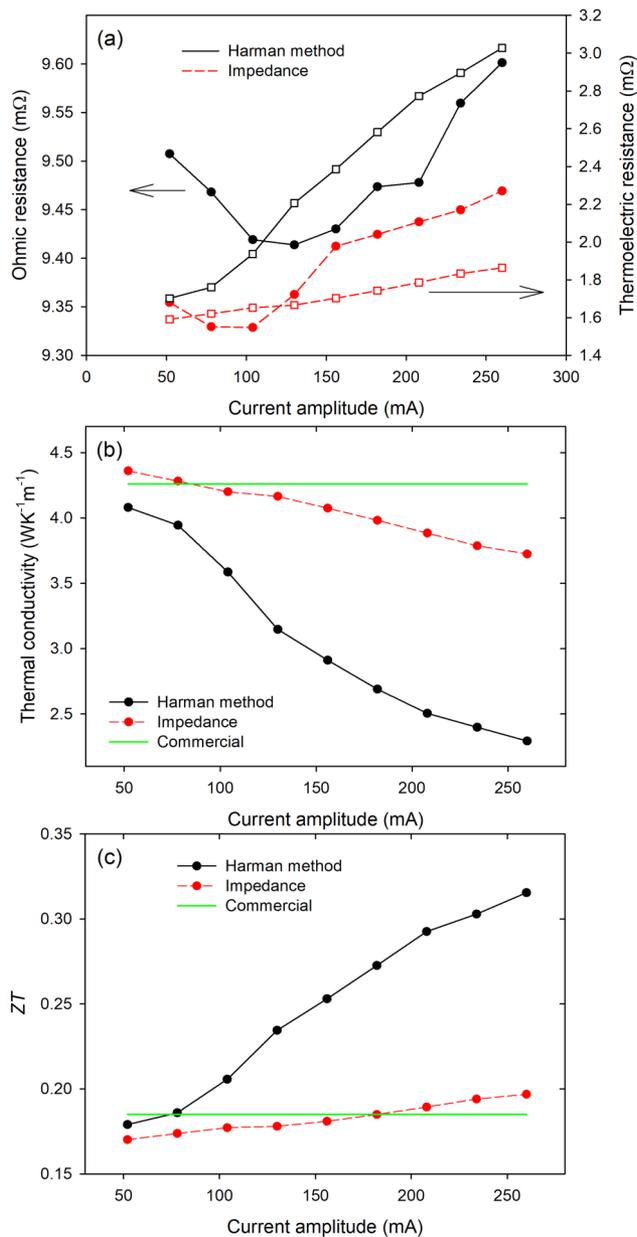 (a)
Harman method
Impedance
Ohmic resistance (mΩ)
9.60
9.55
9.50
9.45
9.40
9.35
9.30
Thermoelectric resistance (mΩ)
3.2
3.0
2.8
2.6
2.4
2.2
2.0
1.8
1.6
1.4
0 50 100 150 200 250 300
Current amplitude (mA)
(b)
Thermal conductivity (WK⁻¹m⁻¹)
4.5
4.0
3.5
3.0
2.5
Harman method
Impedance
Commercial
50 100 150 200 250
Current amplitude (mA)
(c)
Harman method
Impedance
Commercial
ZT
0.35
0.30
0.25
0.20
0.15
50 100 150 200 250
Current amplitude (mA)